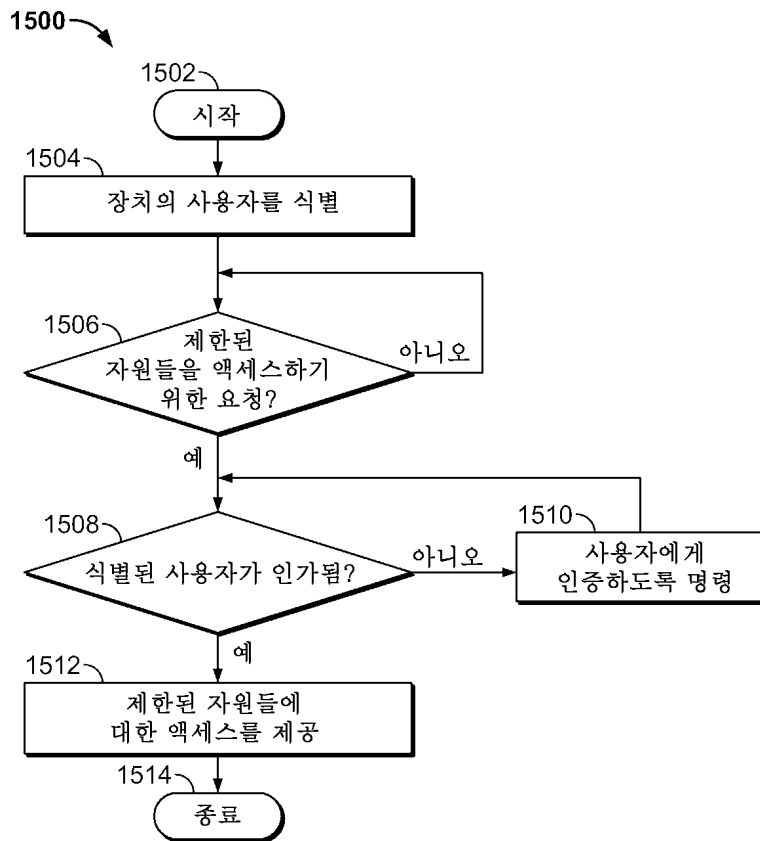 1500
1502
시작
1504
장치의 사용자를 식별
1506
제한된
자원들을 액세스하기
위한 요청?
아니오
예
1508
식별된 사용자가 인가됨?
아니오
1510
사용자에게
인증하도록 명령
예
1512
제한된 자원들에
대한 액세스를 제공
1514
종료